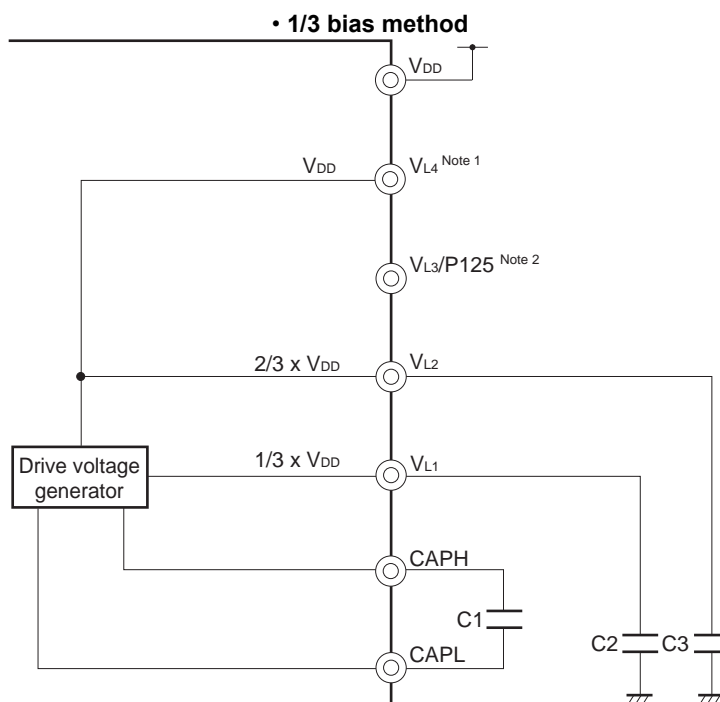 • 1/3 bias method
VDD
VDD
VL4 Note 1
VL3/P125 Note 2
2/3 x VDD
VL2
Drive voltage
generator
1/3 x VDD
VL1
CAPH
C1
C2
C3
CAPL